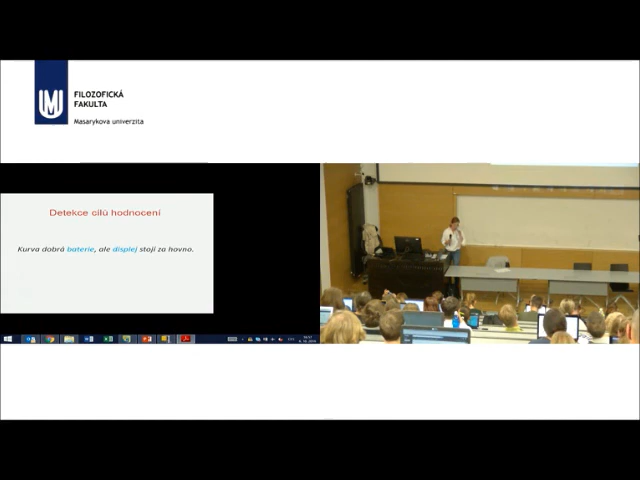 FILOZOFICKÁ
FAKULTA
Masarykova univerzita
Detekce cílů hodnocení
Kurva dobrá baterie, ale displej stojí za hovno.